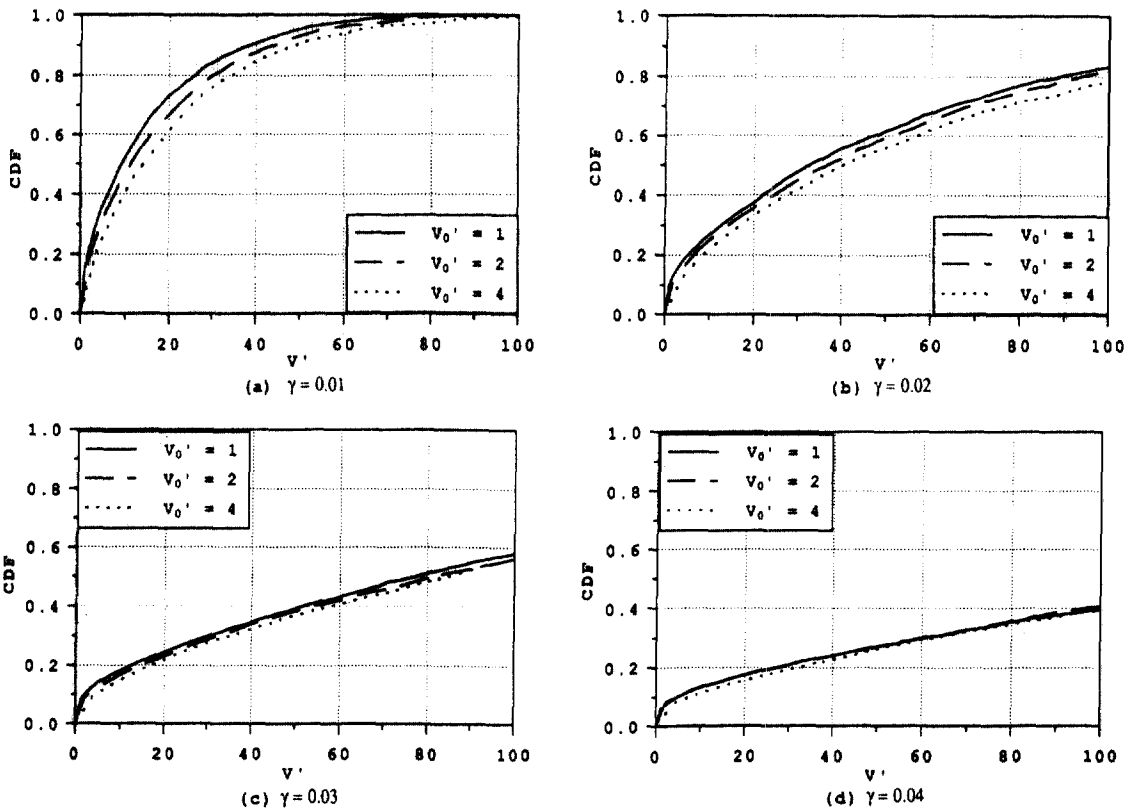 1.0
0.8
0.6
0.4
0.2
0.0
CDF
V₀' = 1
V₀' = 2
V₀' = 4
0 20 40 60 80 100
V'
(a) γ = 0.01
1.0
0.8
0.6
0.4
0.2
0.0
CDF
V₀' = 1
V₀' = 2
V₀' = 4
0 20 40 60 80 100
V'
(b) γ = 0.02
1.0
0.8
0.6
0.4
0.2
0.0
CDF
V₀' = 1
V₀' = 2
V₀' = 4
0 20 40 60 80 100
V'
(c) γ = 0.03
1.0
0.8
0.6
0.4
0.2
0.0
CDF
V₀' = 1
V₀' = 2
V₀' = 4
0 20 40 60 80 100
V'
(d) γ = 0.04